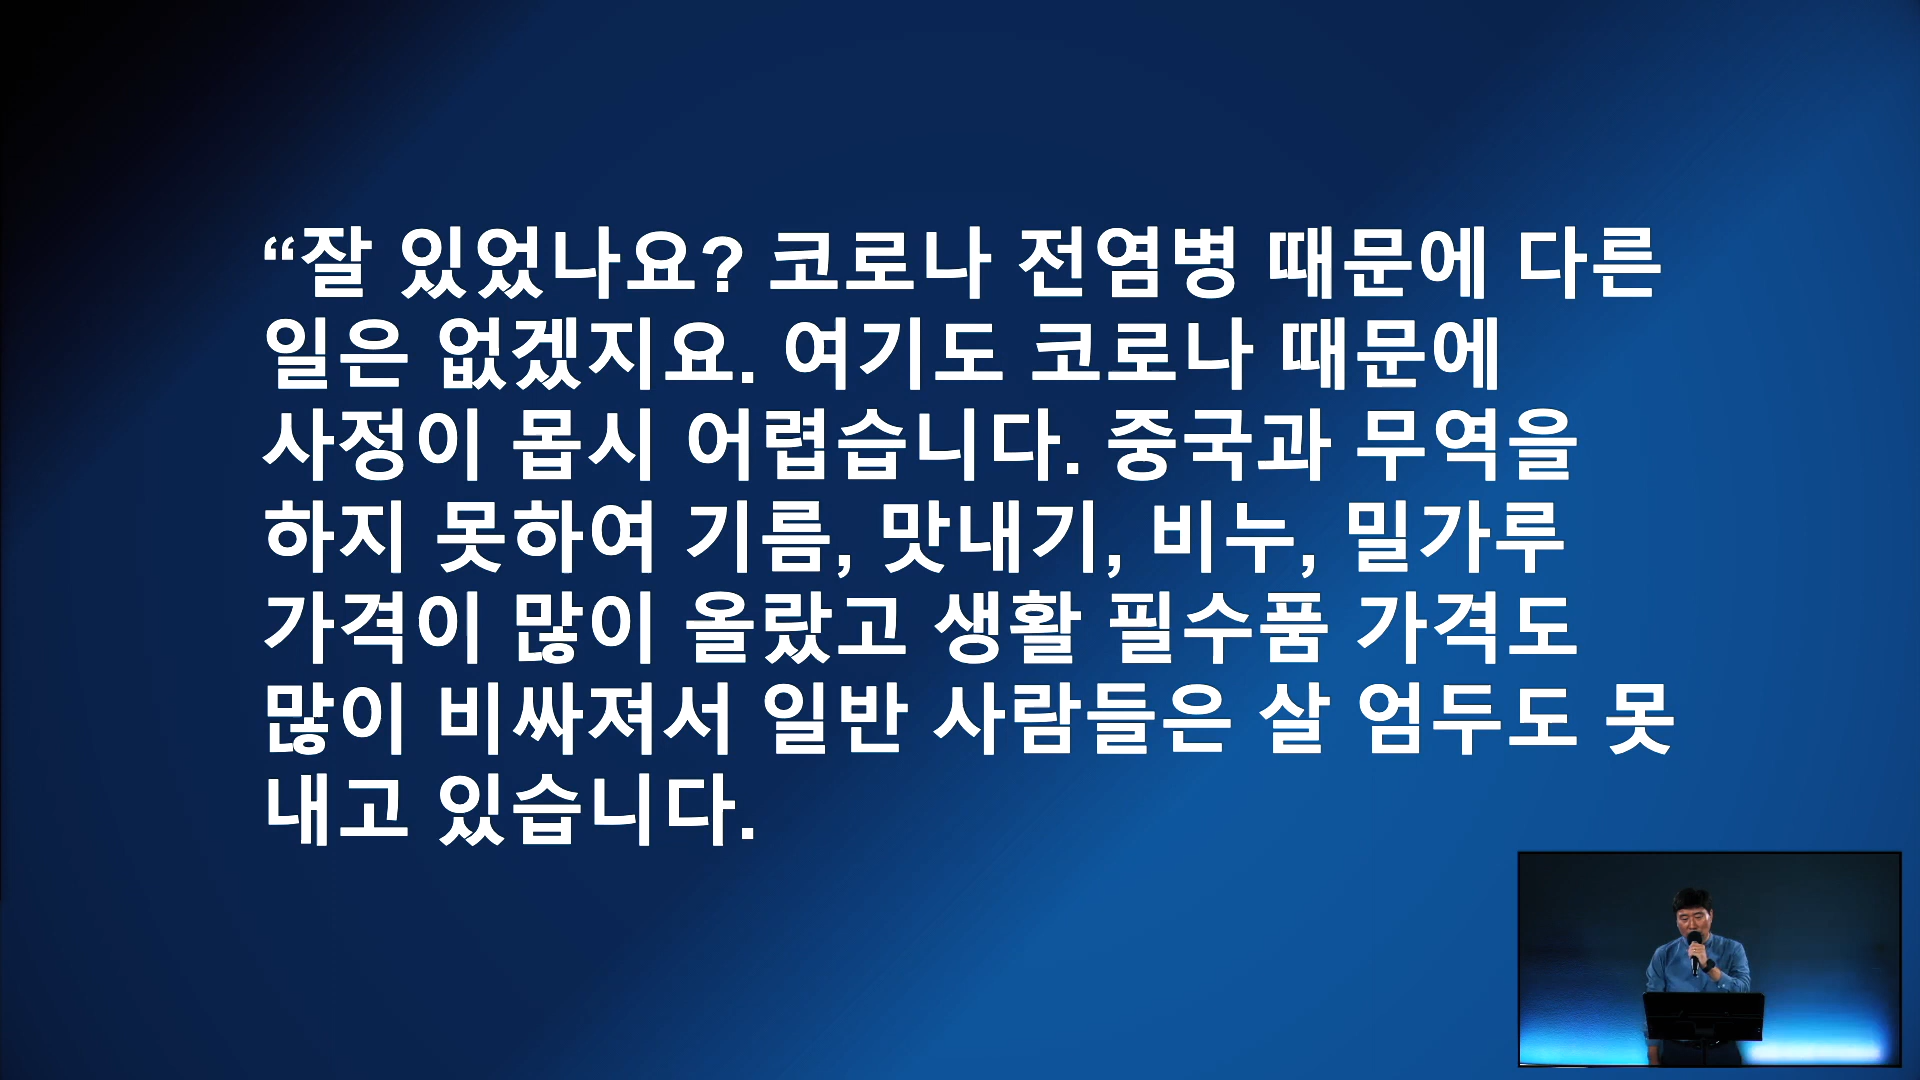 “잘 있었나요? 코로나 전염병 때문에 다른
일은 없겠지요. 여기도 코로나 때문에
사정이 몹시 어렵습니다. 중국과 무역을
하지 못하여 기름, 맛내기, 비누, 밀가루
가격이 많이 올랐고 생활 필수품 가격도
많이 비싸져서 일반 사람들은 살 엄두도 못
내고 있습니다.